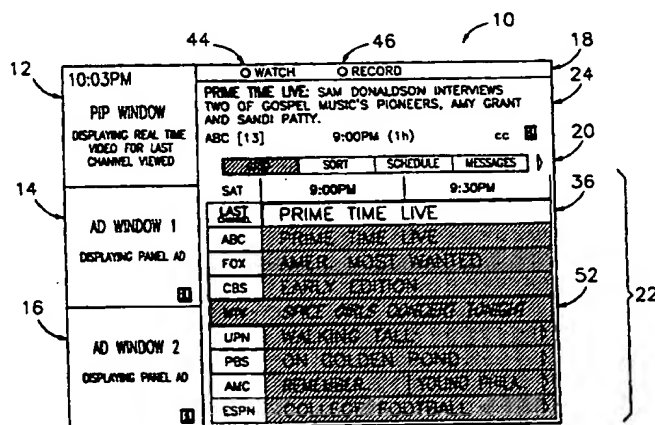 44
46
10
12
18
10:03PM
WATCH RECORD
PIP WINDOW
DISPLAYING REAL TIME
VIDEO FOR LAST
CHANNEL VIEWED
PRIME TIME LIVE: SAM DONALDSON INTERVIEWS
TWO OF GOSPEL MUSIC'S PIONEERS, AMY GRANT
AND SANDI PATTY.
24
ABC [13] 9:00PM (1h) cc
20
SORT SCHEDULE MESSAGES
14
SAT 9:00PM 9:30PM
36
AD WINDOW 1
DISPLAYING PANEL AD
LAST PRIME TIME LIVE
ABC PRIME TIME LIVE
FOX AMER. MOST WANTED
CBS EARLY EDITION
52
22
SPICE GIRLS CONCERT TONIGHT
16
AD WINDOW 2
DISPLAYING PANEL AD
UPN WALKING TALL
PBS ON GOLDEN POND
AMC REMEMBER.. YOUNG PHILA.
ESPN COLLEGE FOOTBALL